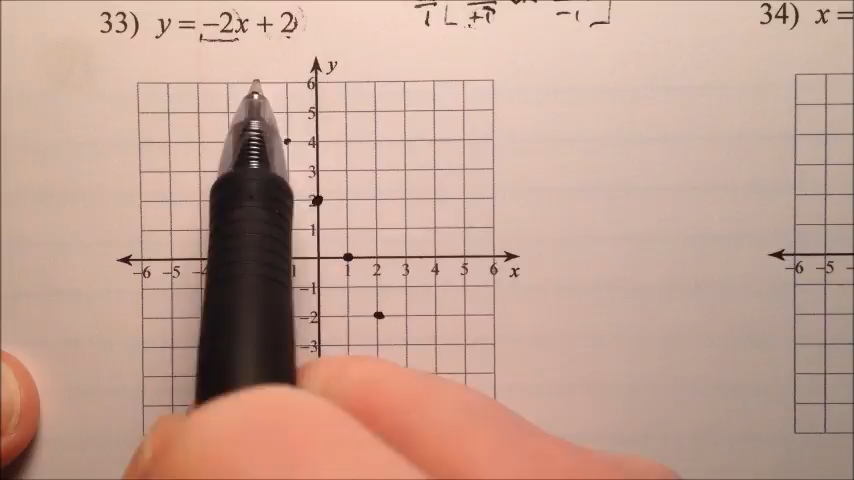 33) y = -2x + 2
34) x =
y
6
4
3
2
1
-6 -5 1 2 3 4 5 6 x
-6 -5
-1
-2
-3